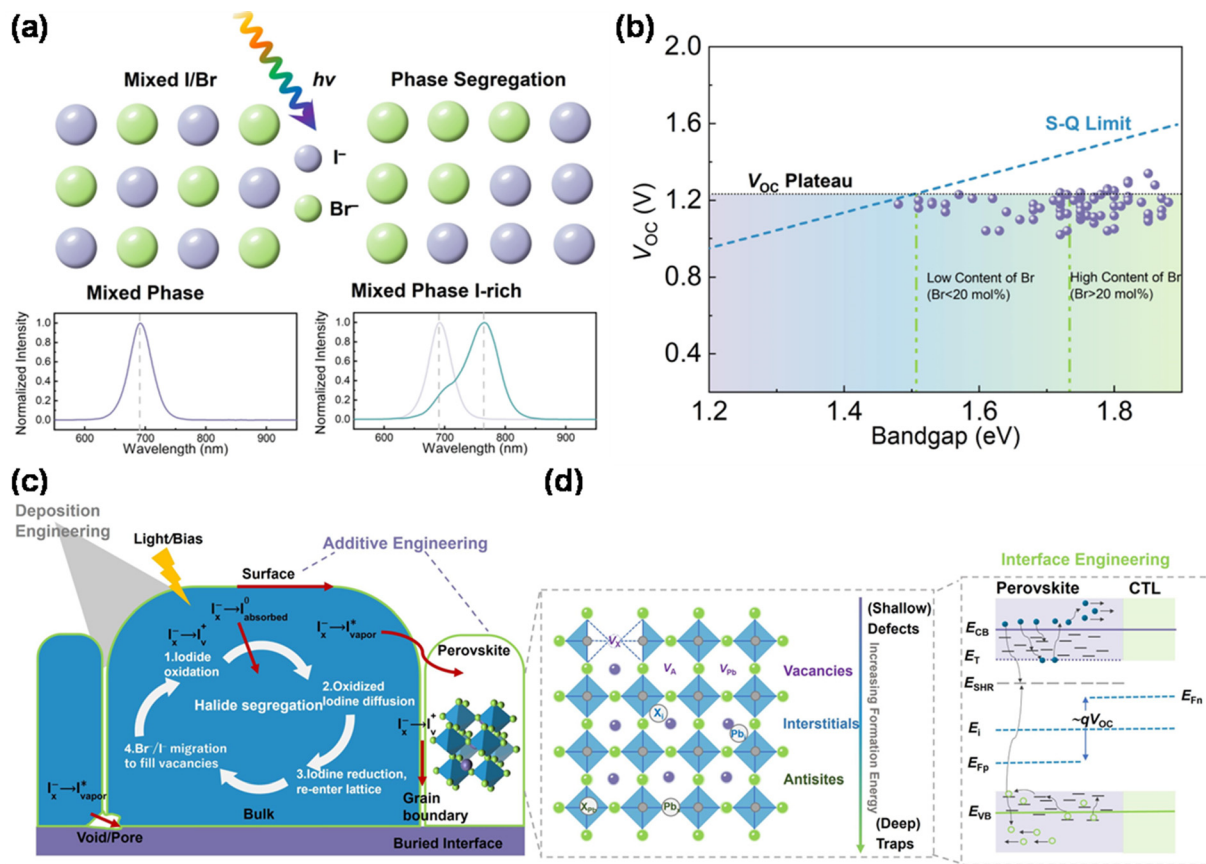 (a)
Mixed I/Br
hν
Phase Segregation
I⁻
Br⁻
Mixed Phase
Mixed Phase I-rich
Normalized Intensity
1.0
0.8
0.6
0.4
0.2
0.0
600
700
800
900
Wavelength (nm)
Normalized Intensity
1.0
0.8
0.6
0.4
0.2
0.0
600
700
800
900
Wavelength (nm)
(b)
2.0
1.6
1.2
0.8
0.4
V_OC (V)
S-Q Limit
V_OC Plateau
Low Content of Br
(Br<20 mol%)
High Content of Br
(Br>20 mol%)
1.2
1.4
1.6
1.8
Bandgap (eV)
(c)
Deposition
Engineering
Light/Bias
Additive Engineering
Surface
I⁻ₓ→I⁰absorbed
I⁻ₓ→I⁺ᵥ
I⁻ₓ→I*vapor
Perovskite
1.Iodide
oxidation
2.Oxidized
Iodine diffusion
Halide segregation
I⁻ₓ→I⁺ᵥ
4.Br⁻/I⁻ migration
to fill vacancies
3.Iodine reduction,
re-enter lattice
I⁻ₓ→I*vapor
Grain
boundary
Void/Pore
Bulk
Buried Interface
(d)
V_X
V_A
V_Pb
X_i
Pb_i
X_Pb
(Shallow)
Defects
Vacancies
Interstitials
Antisites
Increasing Formation Energy
(Deep)
Traps
Interface Engineering
Perovskite
CTL
E_CB
E_T
E_SHR
E_Fn
~qV_OC
E_i
E_Fp
E_VB